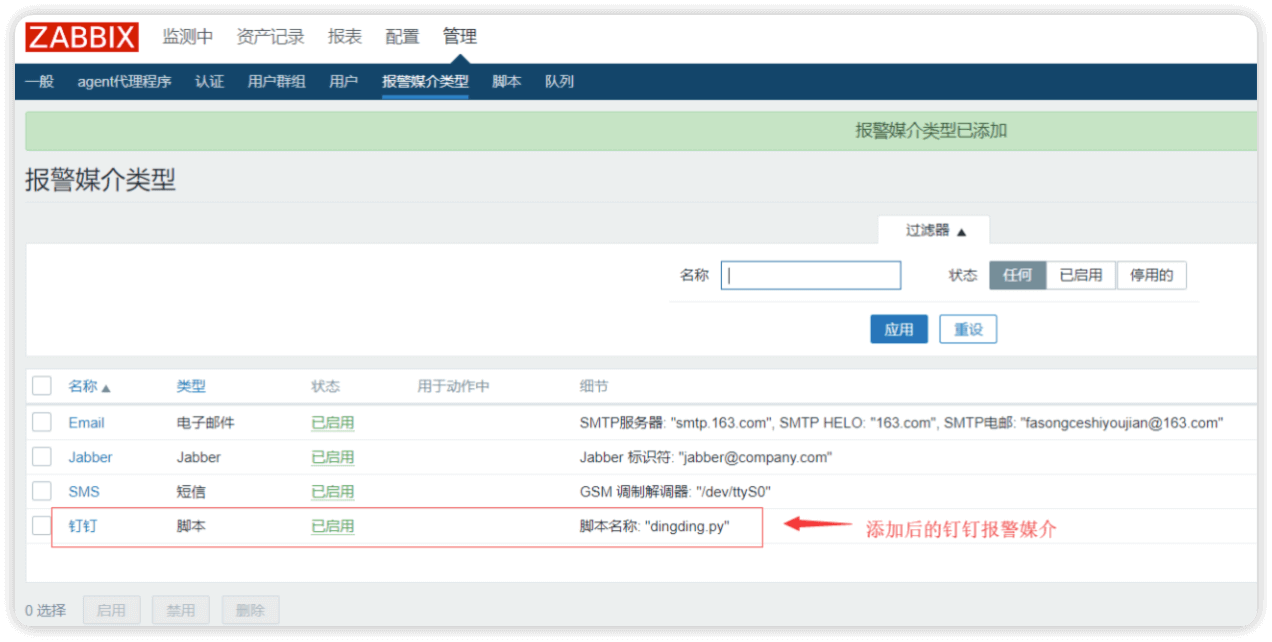 ZABBIX 监测中 资产记录 报表 配置 管理
一般 agent代理程序 认证 用户群组 用户 报警媒介类型 脚本 队列
报警媒介类型已添加
报警媒介类型
过滤器 ▲
名称 状态 任何 已启用 停用的
应用 重设
名称▲ 类型 状态 用于动作中 细节
Email 电子邮件 已启用 SMTP服务器: "smtp.163.com", SMTP HELO: "163.com", SMTP电邮: "fasongceshiyoujian@163.com"
Jabber Jabber 已启用 Jabber 标识符: "jabber@company.com"
SMS 短信 已启用 GSM 调制解调器: "/dev/ttyS0"
钉钉 脚本 已启用 脚本名称: "dingding.py" 添加后的钉钉报警媒介
0 选择 启用 禁用 删除